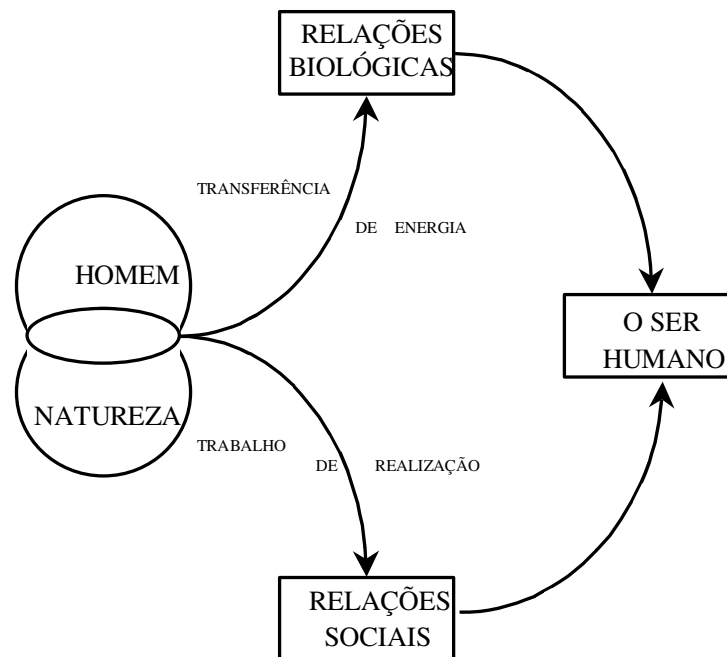 RELAÇÕES
BIOLÓGICAS
TRANSFERÊNCIA
DE ENERGIA
HOMEM
O SER
HUMANO
NATUREZA
TRABALHO
DE REALIZAÇÃO
RELAÇÕES
SOCIAIS